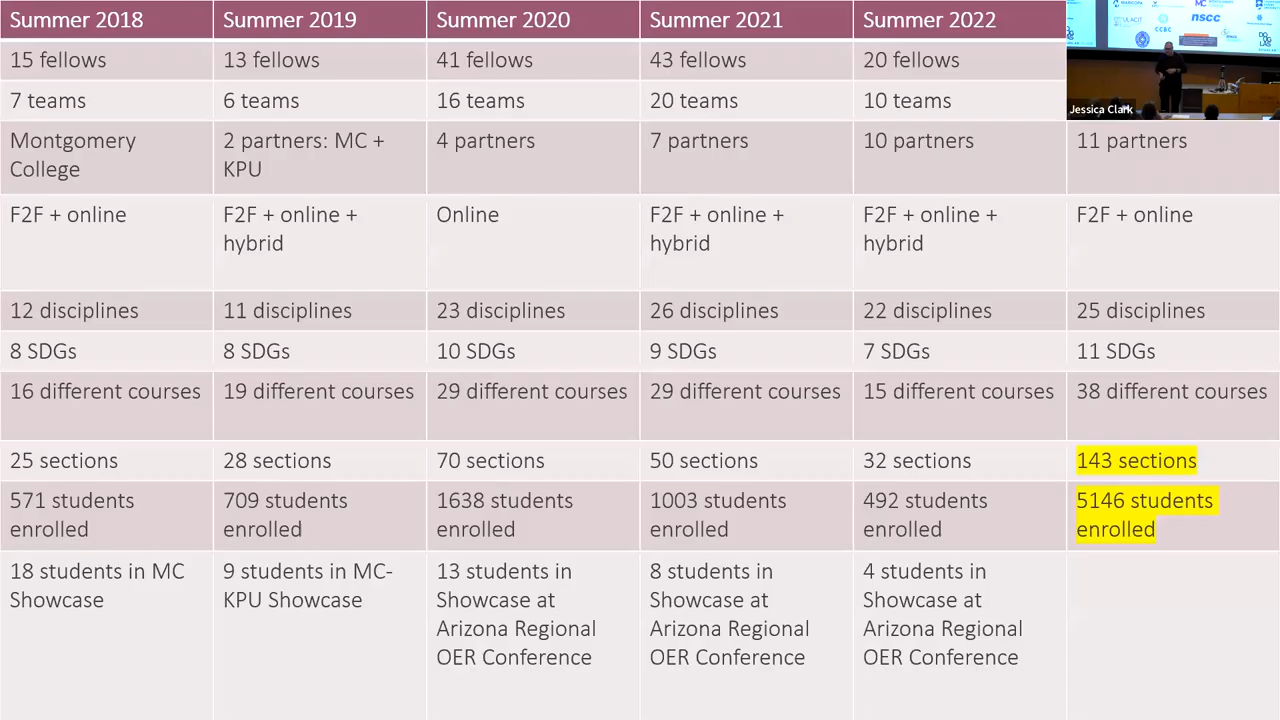 Summer 2018
Summer 2019
Summer 2020
Summer 2021
Summer 2022
15 fellows
13 fellows
41 fellows
43 fellows
20 fellows
7 teams
6 teams
16 teams
20 teams
10 teams
Jessica Clark
Montgomery
College
2 partners: MC +
KPU
4 partners
7 partners
10 partners
11 partners
F2F + online
F2F + online +
hybrid
Online
F2F + online +
hybrid
F2F + online +
hybrid
F2F + online
12 disciplines
11 disciplines
23 disciplines
26 disciplines
22 disciplines
25 disciplines
8 SDGs
8 SDGs
10 SDGs
9 SDGs
7 SDGs
11 SDGs
16 different courses
19 different courses
29 different courses
29 different courses
15 different courses
38 different courses
25 sections
28 sections
70 sections
50 sections
32 sections
143 sections
571 students
enrolled
709 students
enrolled
1638 students
enrolled
1003 students
enrolled
492 students
enrolled
5146 students
enrolled
18 students in MC
Showcase
9 students in MC-
KPU Showcase
13 students in
Showcase at
Arizona Regional
OER Conference
8 students in
Showcase at
Arizona Regional
OER Conference
4 students in
Showcase at
Arizona Regional
OER Conference
MARICOPA
ULACIT
CCBC
MC
nscc